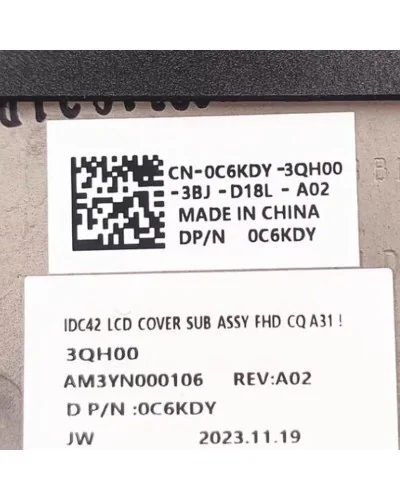 CN-0C6KDY-3QH00
-3BJ - D18L - A02
MADE IN CHINA
DP/N 0C6KDY
IDC42 LCD COVER SUB ASSY FHD CQ A31 !
3QH00
AM3YN000106 REV:A02
D P/N :0C6KDY
JW 2023.11.19